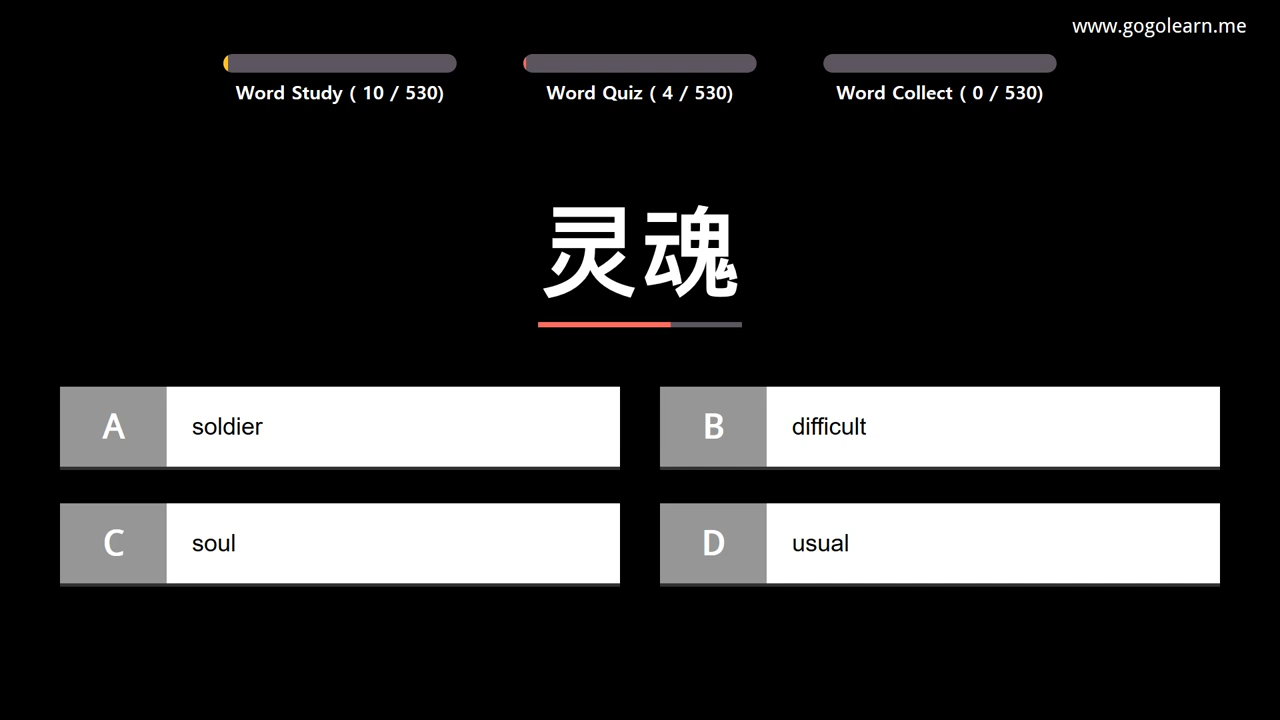 www.gogolearn.me
Word Study ( 10 / 530)
Word Quiz ( 4 / 530)
Word Collect ( 0 / 530)
灵魂
A soldier
B difficult
C soul
D usual